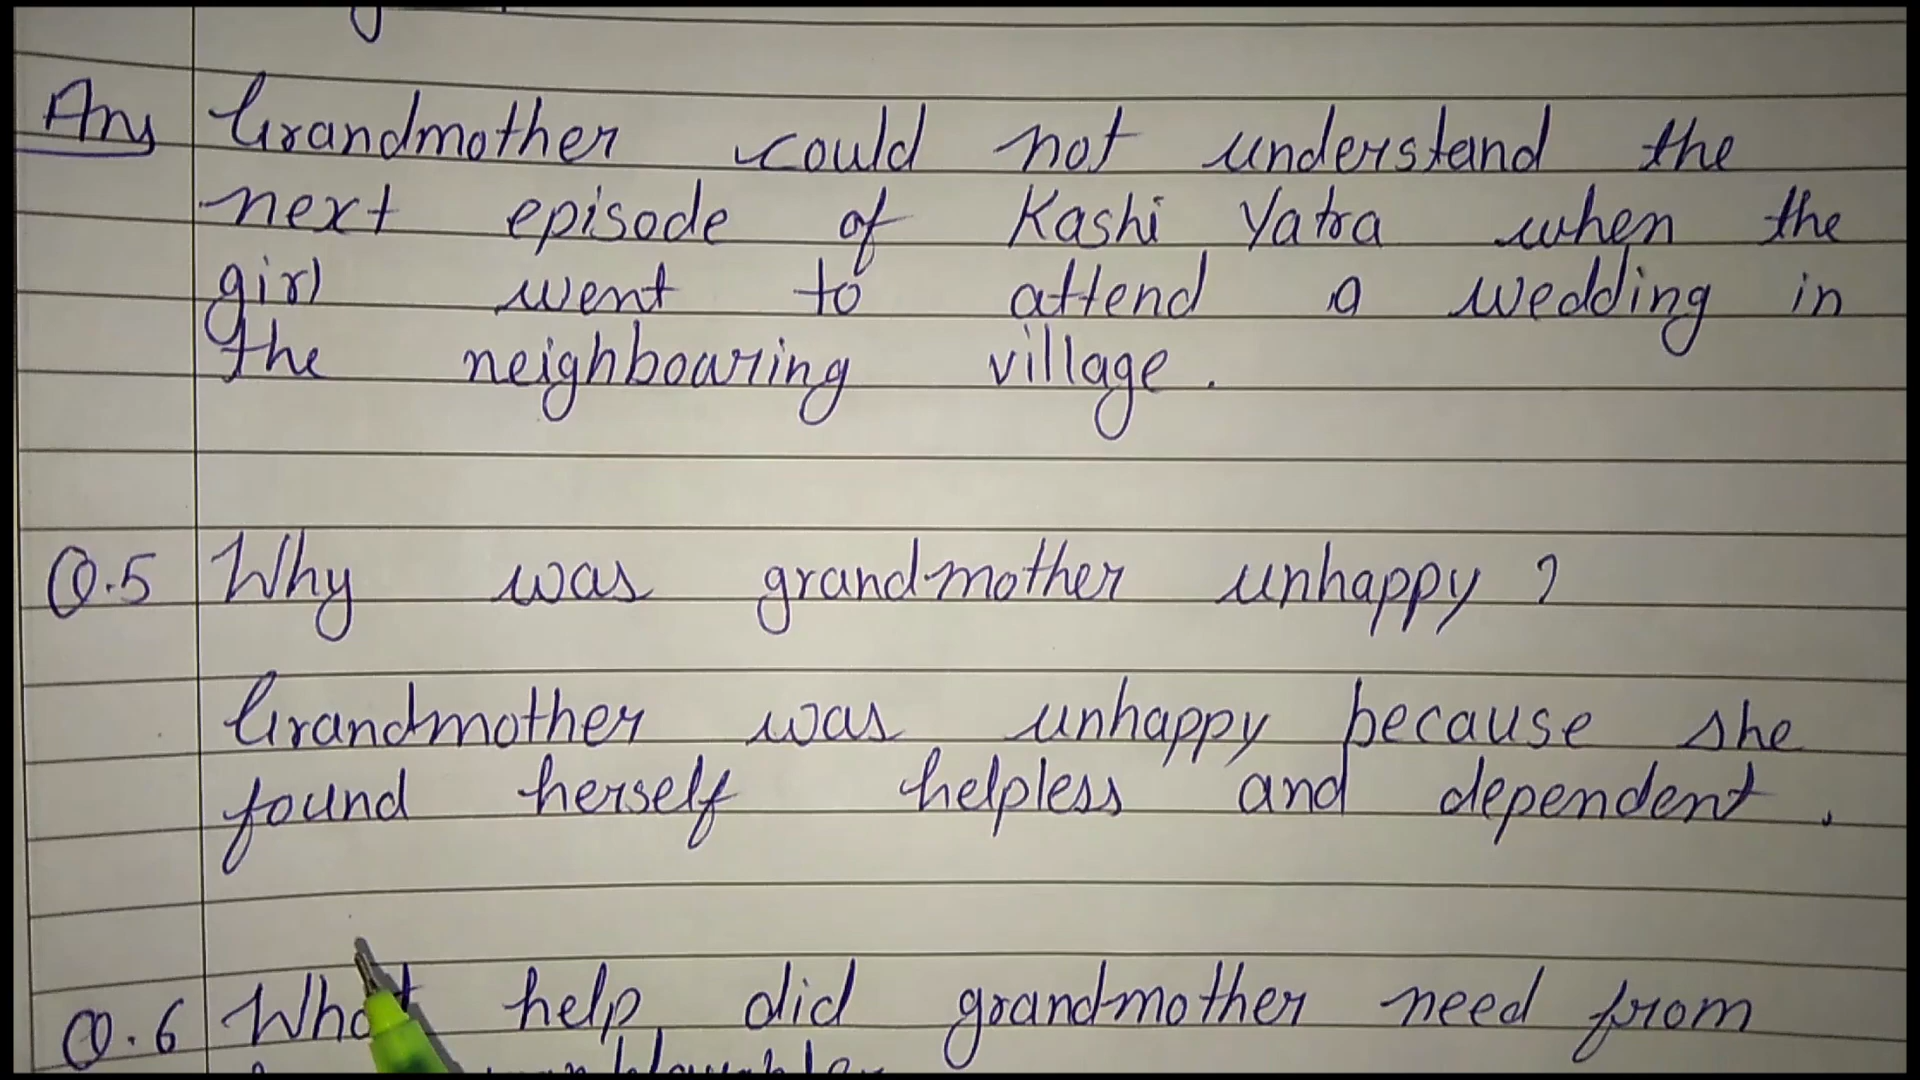 Ans Grandmother could not understand the
next episode of Kashi Yatra when the
girl went to attend a wedding in
the neighbouring village.
Q.5 Why was grandmother unhappy?
Grandmother was unhappy because she
found herself helpless and dependent.
Q.6 What help did grandmother need from